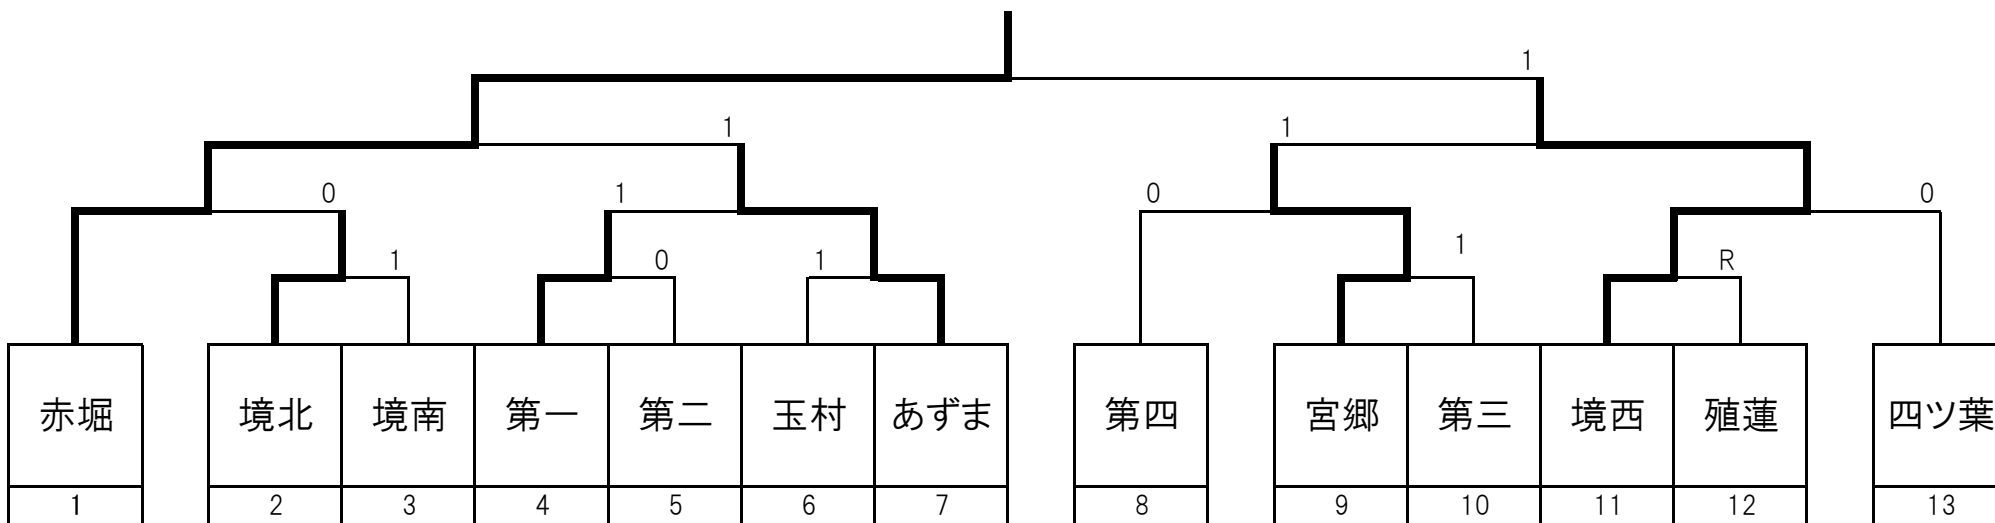 1
1 1
0 1 0 0
1 0 1 1 R
赤堀 境北 境南 第一 第二 玉村 あずま 第四 宮郷 第三 境西 殖蓮 四ツ葉
1 2 3 4 5 6 7 8 9 10 11 12 13